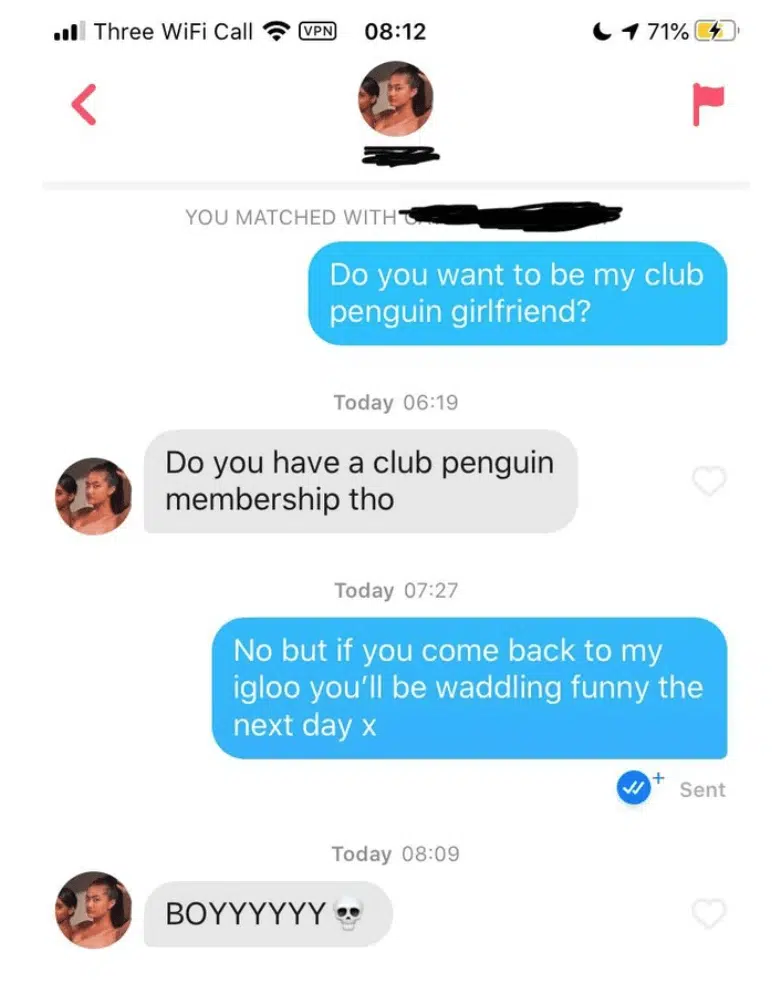 Three WiFi Call VPN 08:12 71%
YOU MATCHED WITH
Do you want to be my club
penguin girlfriend?
Today 06:19
Do you have a club penguin
membership tho
Today 07:27
No but if you come back to my
igloo you'll be waddling funny the
next day x
Sent
Today 08:09
BOYYYYYY💀